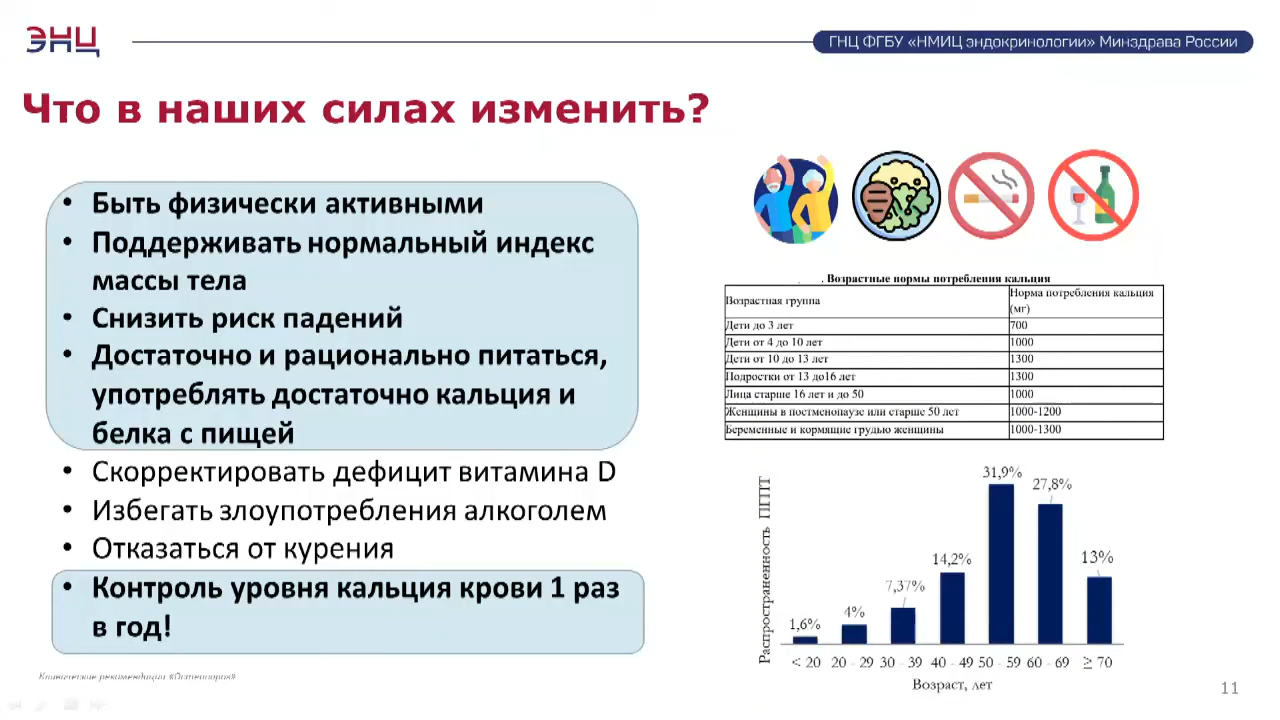 ЭНЦ
ГНЦ ФГБУ «НМИЦ эндокринологии» Минздрава России
Что в наших силах изменить?
• Быть физически активными
• Поддерживать нормальный индекс
массы тела
• Снизить риск падений
• Достаточно и рационально питаться,
употреблять достаточно кальция и
белка с пищей
• Скорректировать дефицит витамина D
• Избегать злоупотребления алкоголем
• Отказаться от курения
• Контроль уровня кальция крови 1 раз
в год!
Клинические рекомендации «Остеопороз»
. Возрастные нормы потребления кальция
Возрастная группа Норма потребления кальция
(мг)
Дети до 3 лет 700
Дети от 4 до 10 лет 1000
Дети от 10 до 13 лет 1300
Подростки от 13 до16 лет 1300
Лица старше 16 лет и до 50 1000
Женщины в постменопаузе или старше 50 лет 1000-1200
Беременные и кормящие грудью женщины 1000-1300
Распространенность ПГПТ
1,6% 4% 7,37% 14,2% 31,9% 27,8% 13%
< 20 20 - 29 30 - 39 40 - 49 50 - 59 60 - 69 ≥ 70
Возраст, лет
11